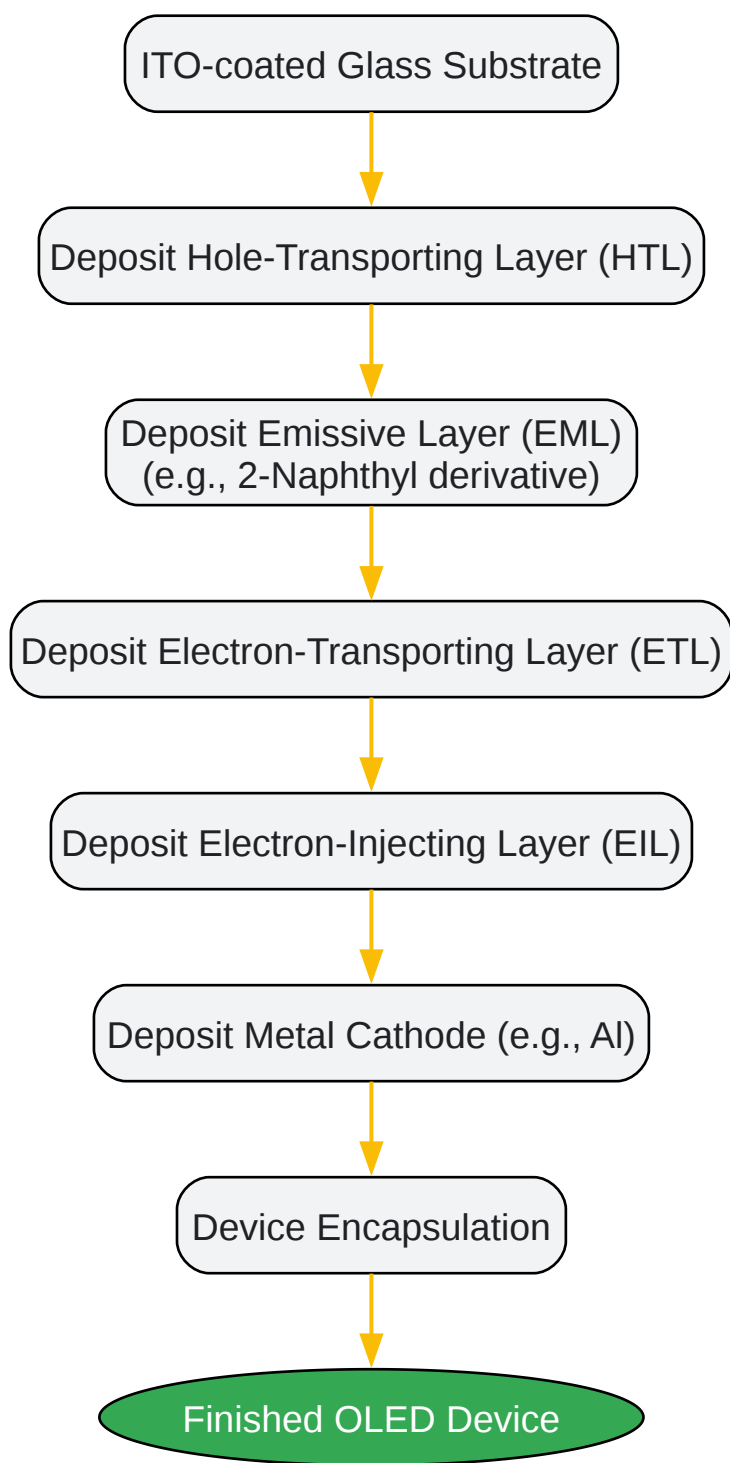 ITO-coated Glass Substrate
Deposit Hole-Transporting Layer (HTL)
Deposit Emissive Layer (EML)
(e.g., 2-Naphthyl derivative)
Deposit Electron-Transporting Layer (ETL)
Deposit Electron-Injecting Layer (EIL)
Deposit Metal Cathode (e.g., Al)
Device Encapsulation
Finished OLED Device